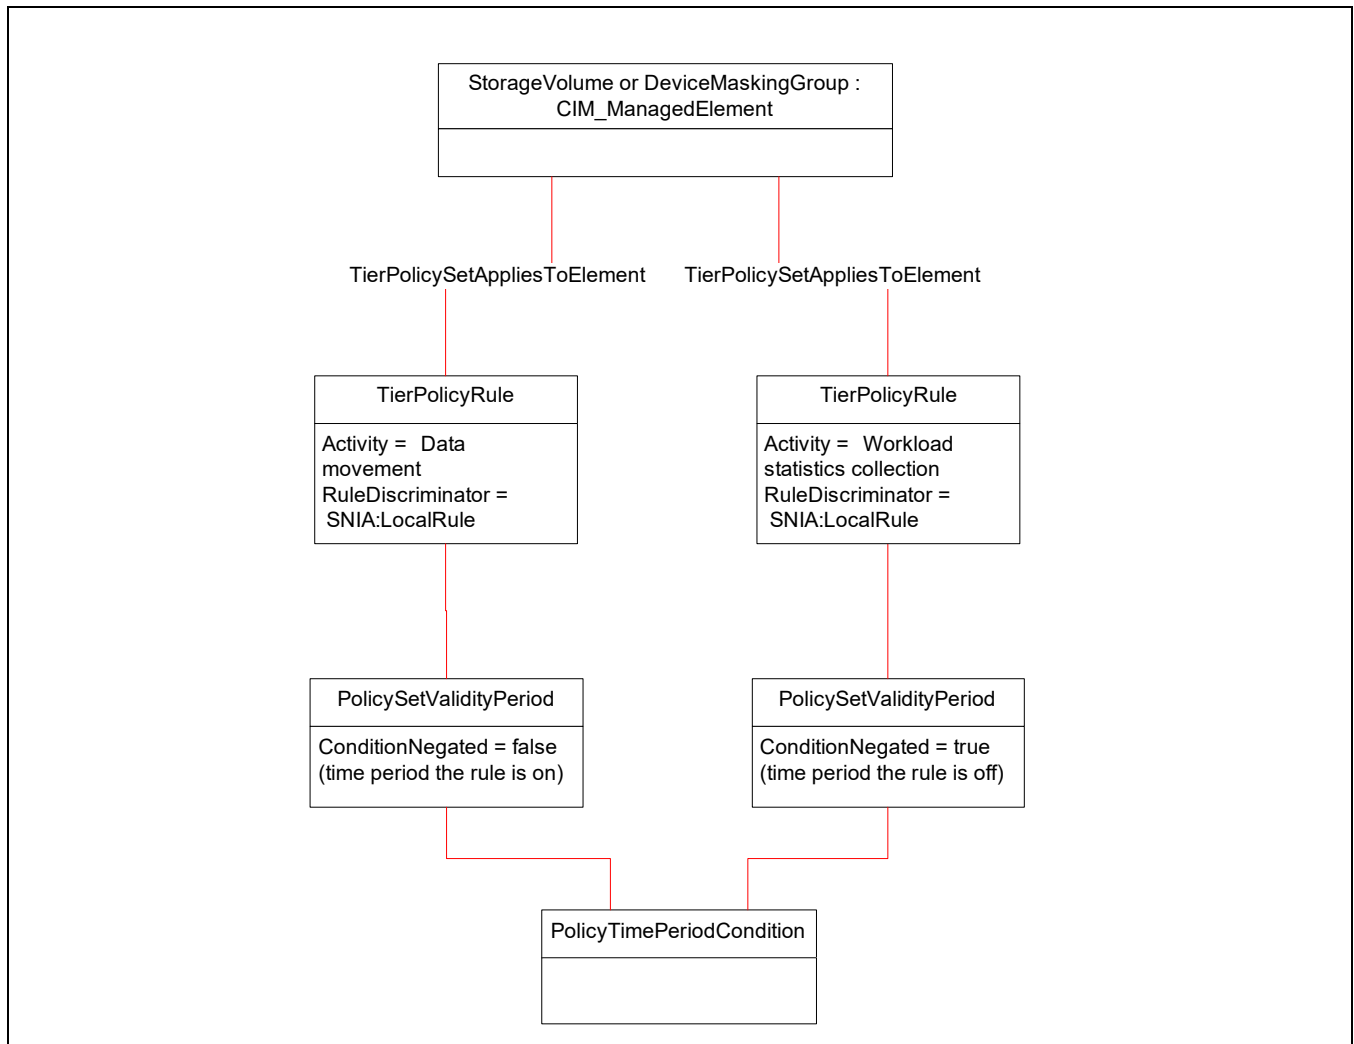 StorageVolume or DeviceMaskingGroup :
CIM_ManagedElement
TierPolicySetAppliesToElement
TierPolicySetAppliesToElement
TierPolicyRule
Activity = Data
movement
RuleDiscriminator =
SNIA:LocalRule
TierPolicyRule
Activity = Workload
statistics collection
RuleDiscriminator =
SNIA:LocalRule
PolicySetValidityPeriod
ConditionNegated = false
(time period the rule is on)
PolicySetValidityPeriod
ConditionNegated = true
(time period the rule is off)
PolicyTimePeriodCondition